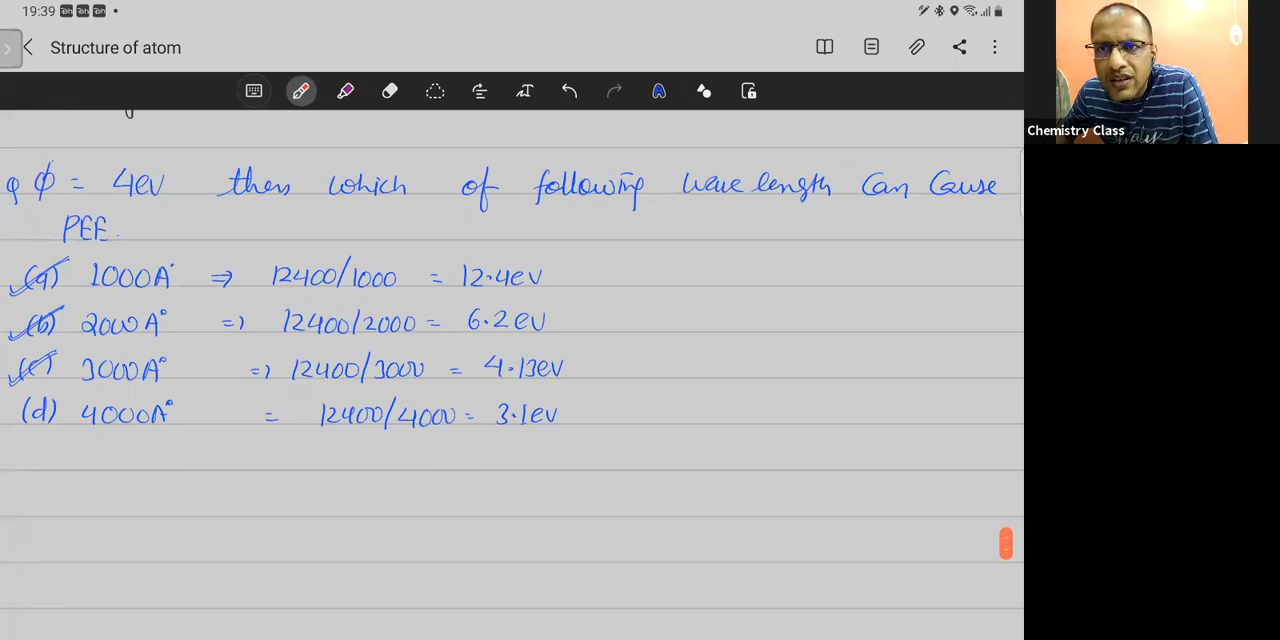 19:39
Structure of atom
Chemistry Class
Q ϕ = 4ev then which of following wave length can cause
PEE.
(a) 1000A° ⇒ 12400/1000 = 12.4ev
(b) 2000A° => 12400/2000 = 6.2ev
(c) 3000A° => 12400/3000 = 4.13ev
(d) 4000A° = 12400/4000 = 3.1ev